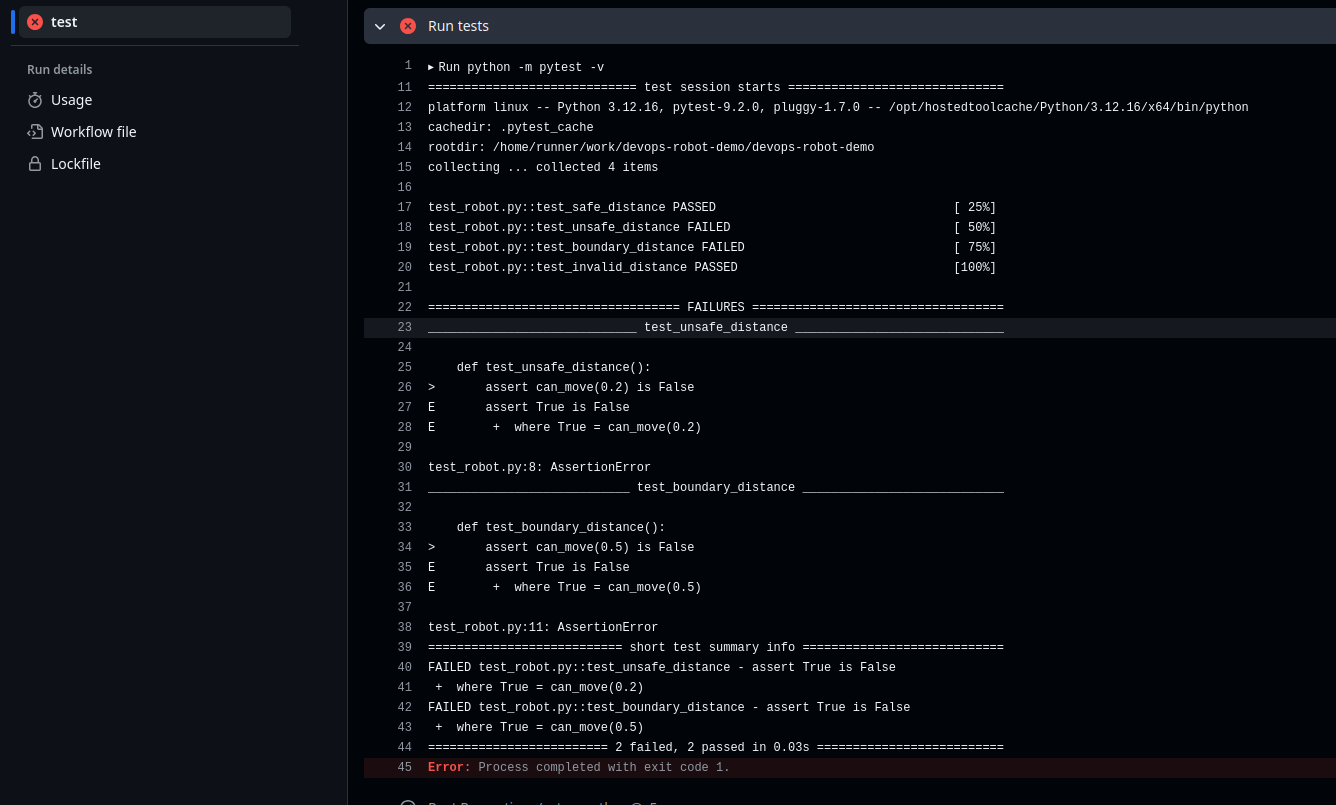 test
Run details
Usage
Workflow file
Lockfile
Run tests
1 ▸ Run python -m pytest -v
11 ============================= test session starts ==============================
12 platform linux -- Python 3.12.16, pytest-9.2.0, pluggy-1.7.0 -- /opt/hostedtoolcache/Python/3.12.16/x64/bin/python
13 cachedir: .pytest_cache
14 rootdir: /home/runner/work/devops-robot-demo/devops-robot-demo
15 collecting ... collected 4 items
16
17 test_robot.py::test_safe_distance PASSED                                 [ 25%]
18 test_robot.py::test_unsafe_distance FAILED                               [ 50%]
19 test_robot.py::test_boundary_distance FAILED                             [ 75%]
20 test_robot.py::test_invalid_distance PASSED                              [100%]
21
22 =================================== FAILURES ===================================
23 _____________________________ test_unsafe_distance _____________________________
24
25     def test_unsafe_distance():
26 >       assert can_move(0.2) is False
27 E       assert True is False
28 E        +  where True = can_move(0.2)
29
30 test_robot.py:8: AssertionError
31 ____________________________ test_boundary_distance ____________________________
32
33     def test_boundary_distance():
34 >       assert can_move(0.5) is False
35 E       assert True is False
36 E        +  where True = can_move(0.5)
37
38 test_robot.py:11: AssertionError
39 =========================== short test summary info ============================
40 FAILED test_robot.py::test_unsafe_distance - assert True is False
41  +  where True = can_move(0.2)
42 FAILED test_robot.py::test_boundary_distance - assert True is False
43  +  where True = can_move(0.5)
44 ========================= 2 failed, 2 passed in 0.03s ==========================
45 Error: Process completed with exit code 1.